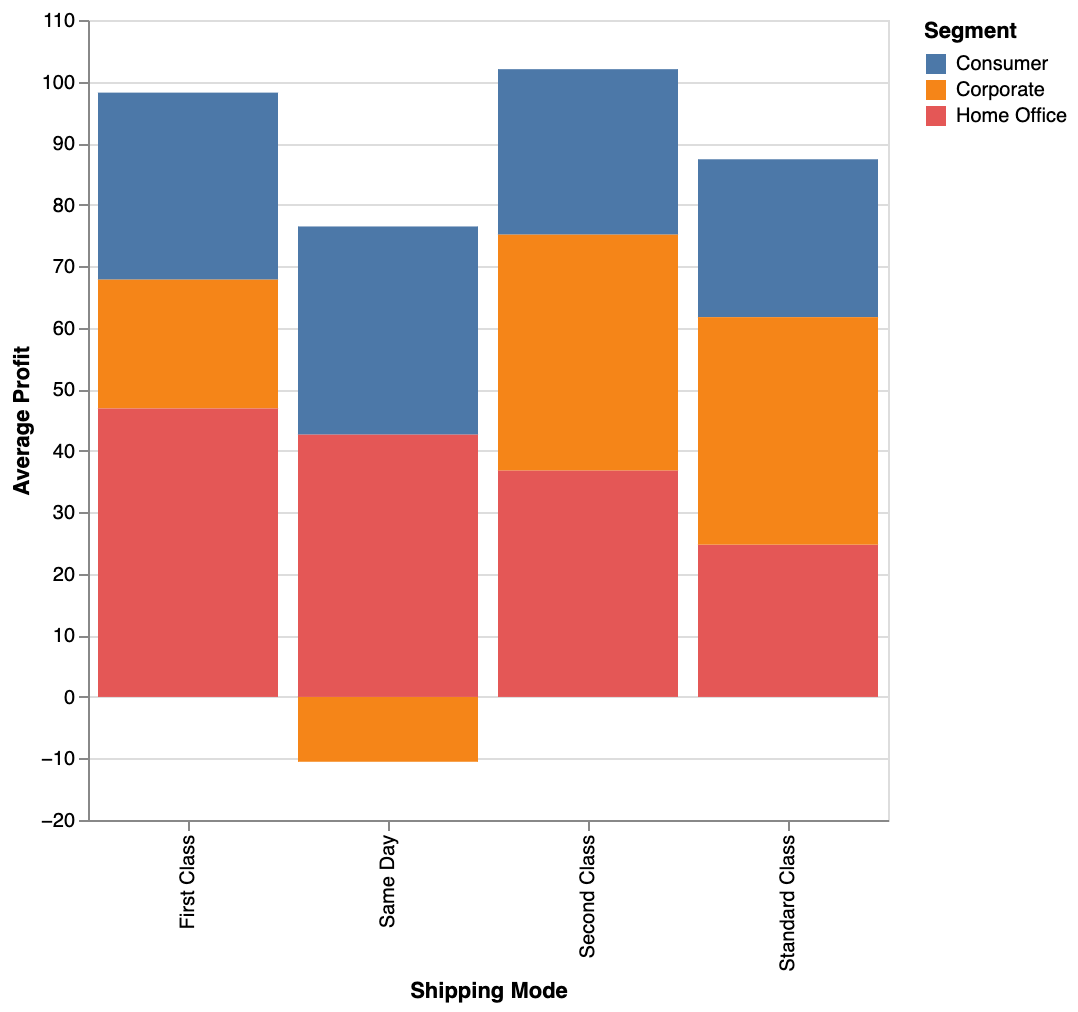 110
100
90
80
70
60
50
40
30
20
10
0
−10
−20
Average Profit
First Class
Same Day
Second Class
Standard Class
Shipping Mode
Segment
Consumer
Corporate
Home Office